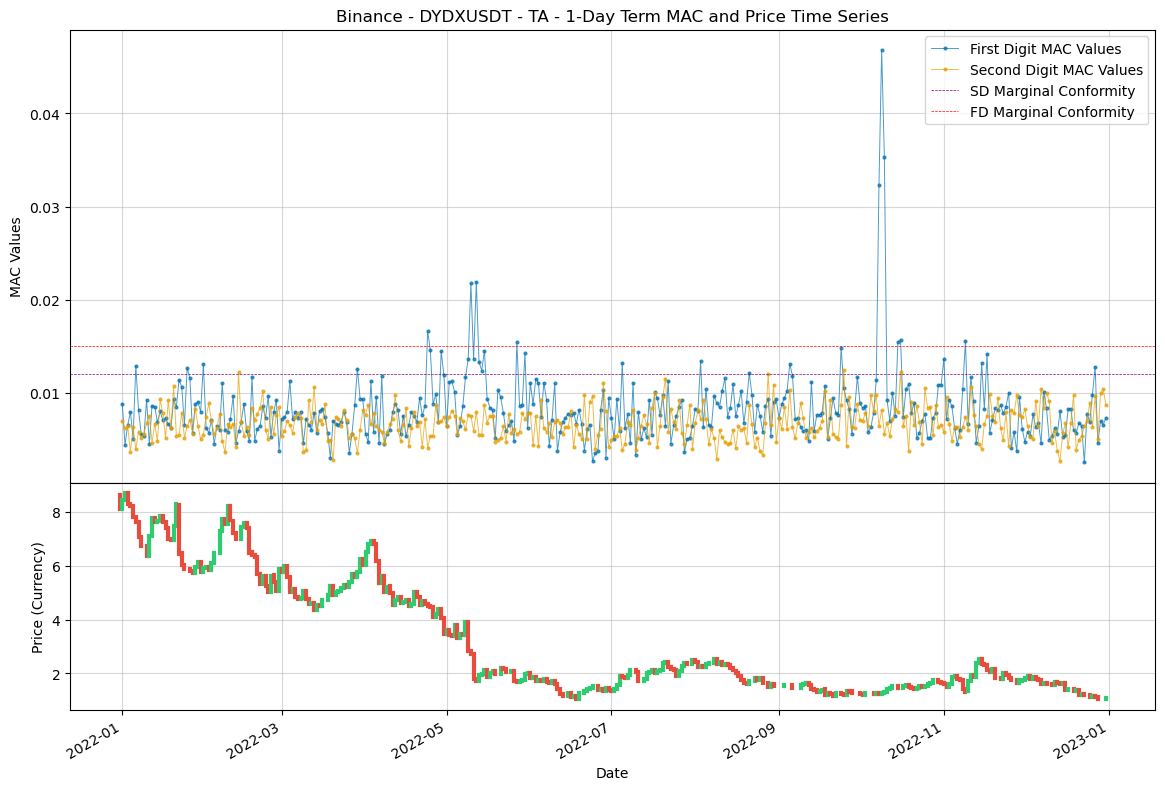 Binance - DYDXUSDT - TA - 1-Day Term MAC and Price Time Series
First Digit MAC Values
Second Digit MAC Values
SD Marginal Conformity
FD Marginal Conformity
MAC Values
0.04
0.03
0.02
0.01
Price (Currency)
8
6
4
2
2022-01
2022-03
2022-05
2022-07
2022-09
2022-11
2023-01
Date